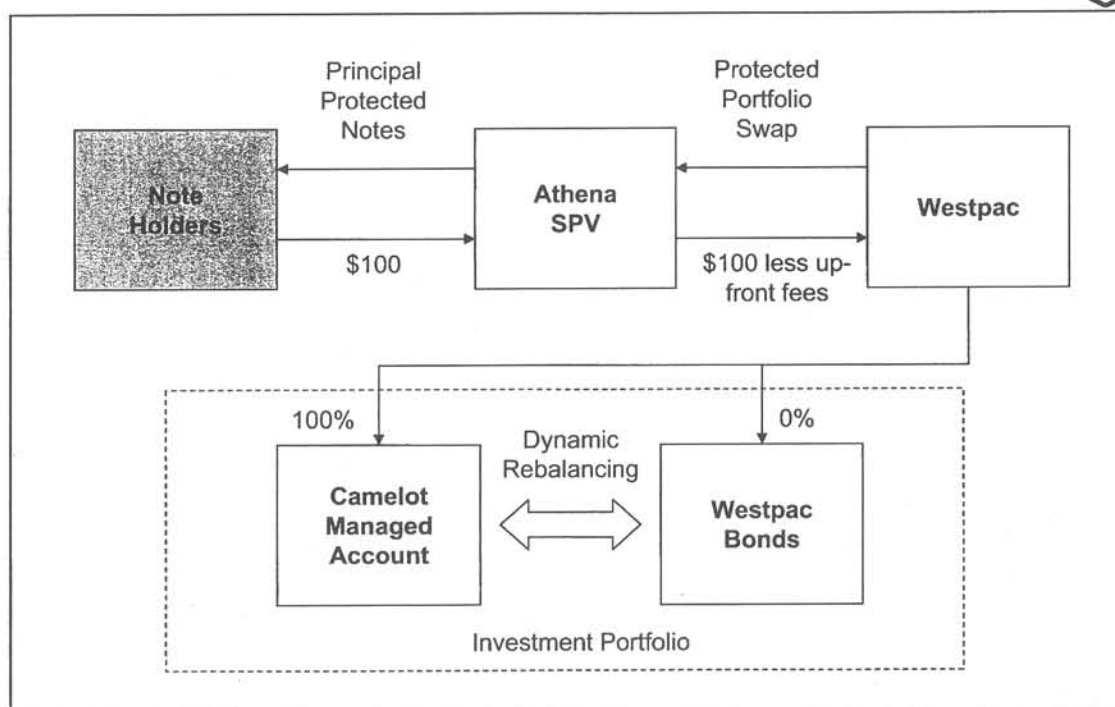 Principal
Protected
Notes
Protected
Portfolio
Swap
Note
Holders
Athena
SPV
Westpac
$100
$100 less up-
front fees
100%
0%
Dynamic
Rebalancing
Camelot
Managed
Account
Westpac
Bonds
Investment Portfolio